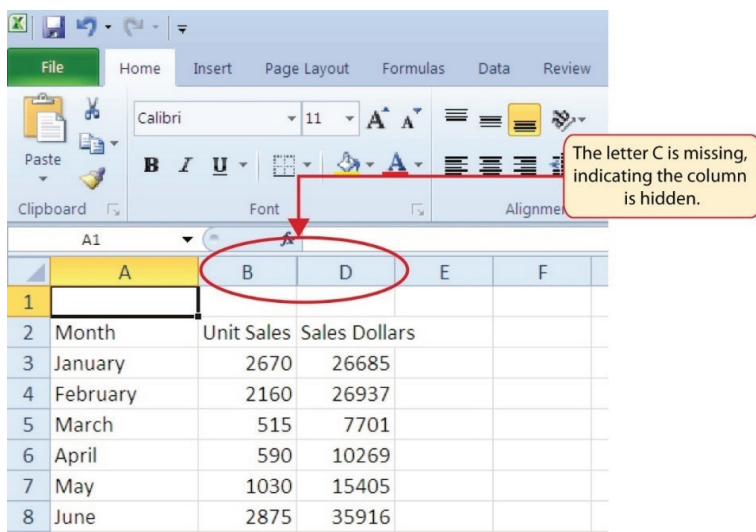 File Home Insert Page Layout Formulas Data Review
Calibri 11 A A
Paste B I U A
Clipboard Font Alignme
The letter C is missing,
indicating the column
is hidden.
A1 fx
A B D E F
1
2 Month Unit Sales Sales Dollars
3 January 2670 26685
4 February 2160 26937
5 March 515 7701
6 April 590 10269
7 May 1030 15405
8 June 2875 35916